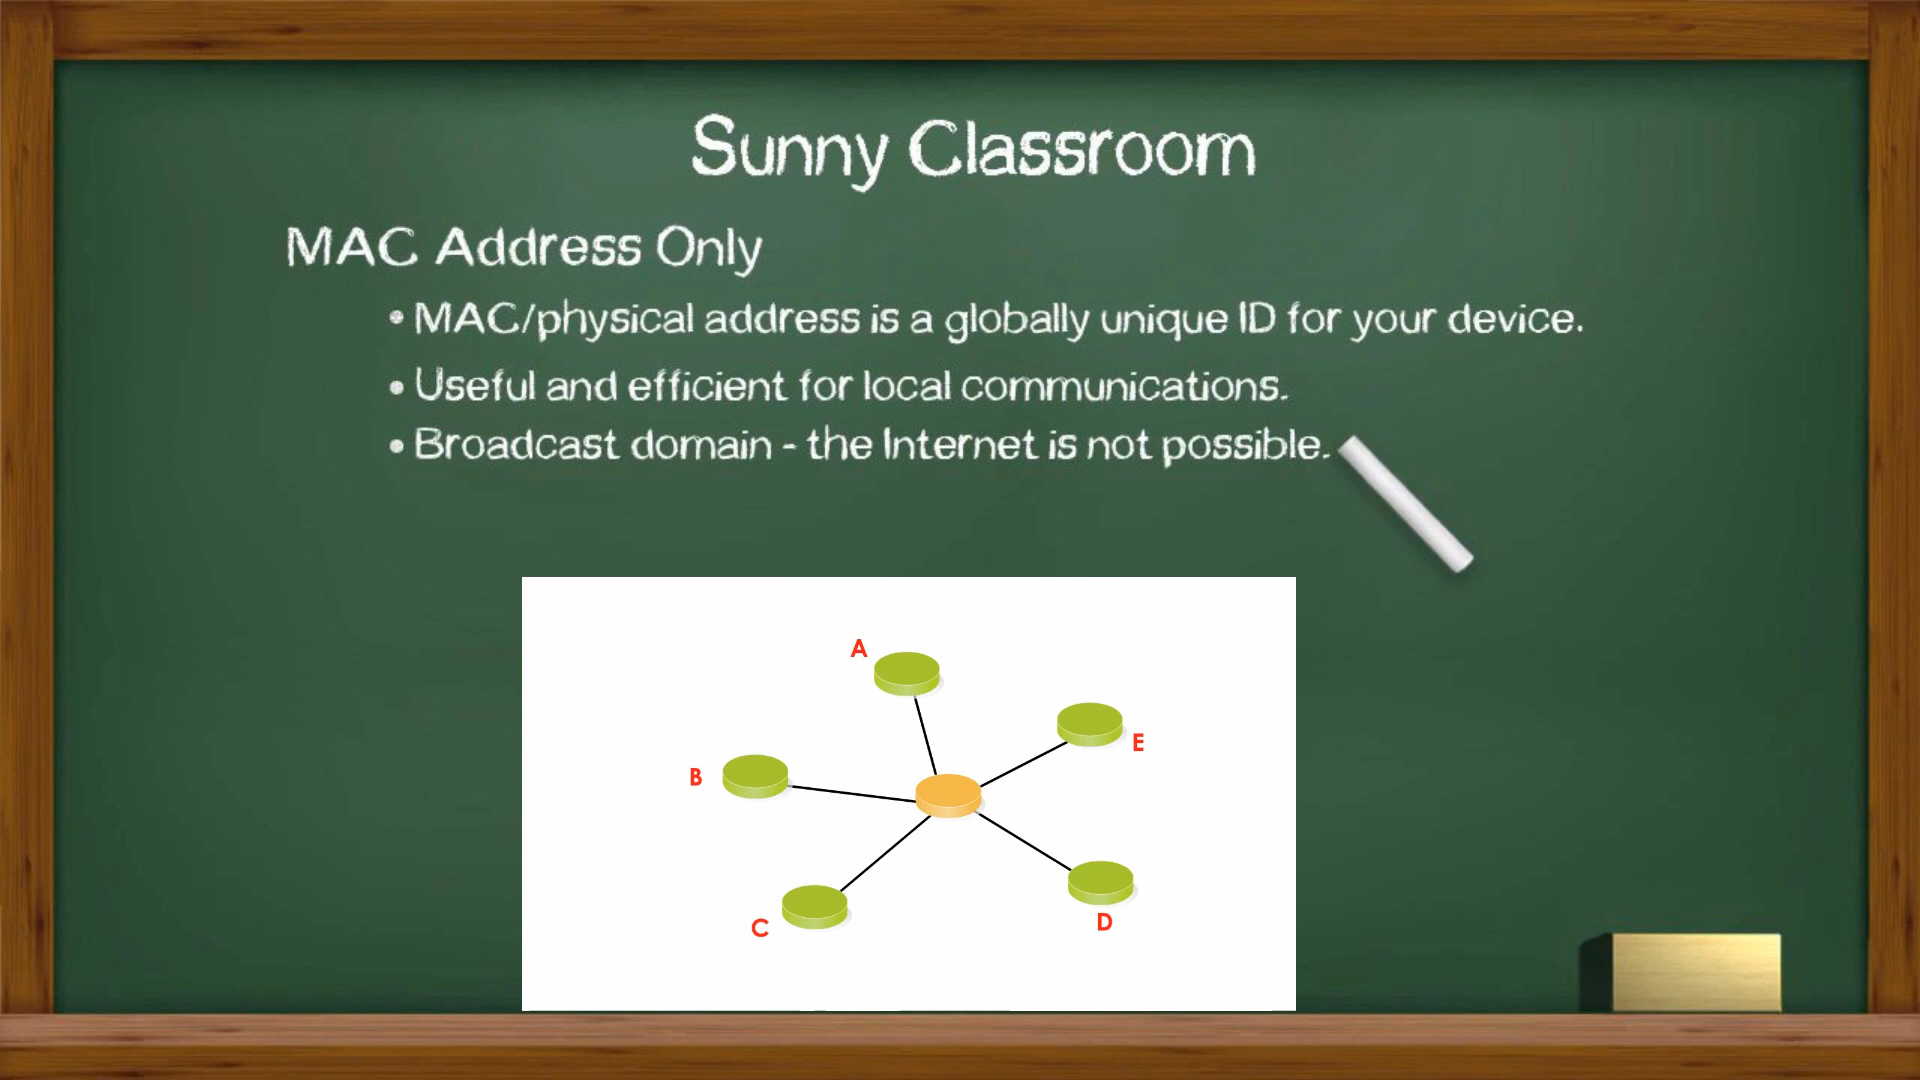 Sunny Classroom
MAC Address Only
• MAC/physical address is a globally unique ID for your device.
• Useful and efficient for local communications.
• Broadcast domain - the Internet is not possible.
A
E
B
C
D